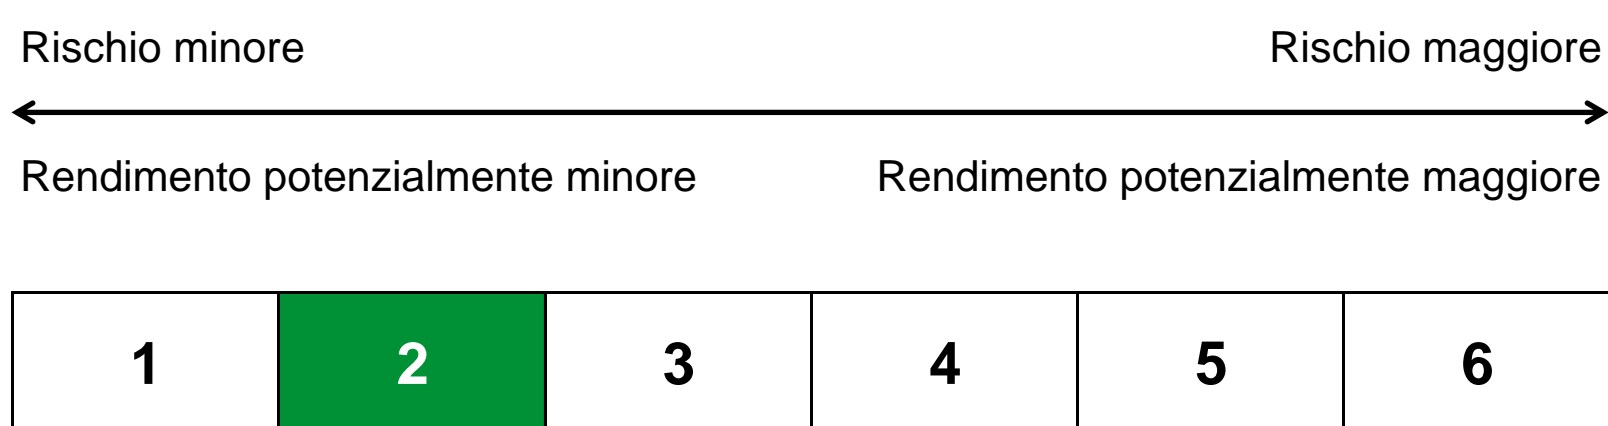 Rischio minore Rischio maggiore
Rendimento potenzialmente minore Rendimento potenzialmente maggiore
1 2 3 4 5 6